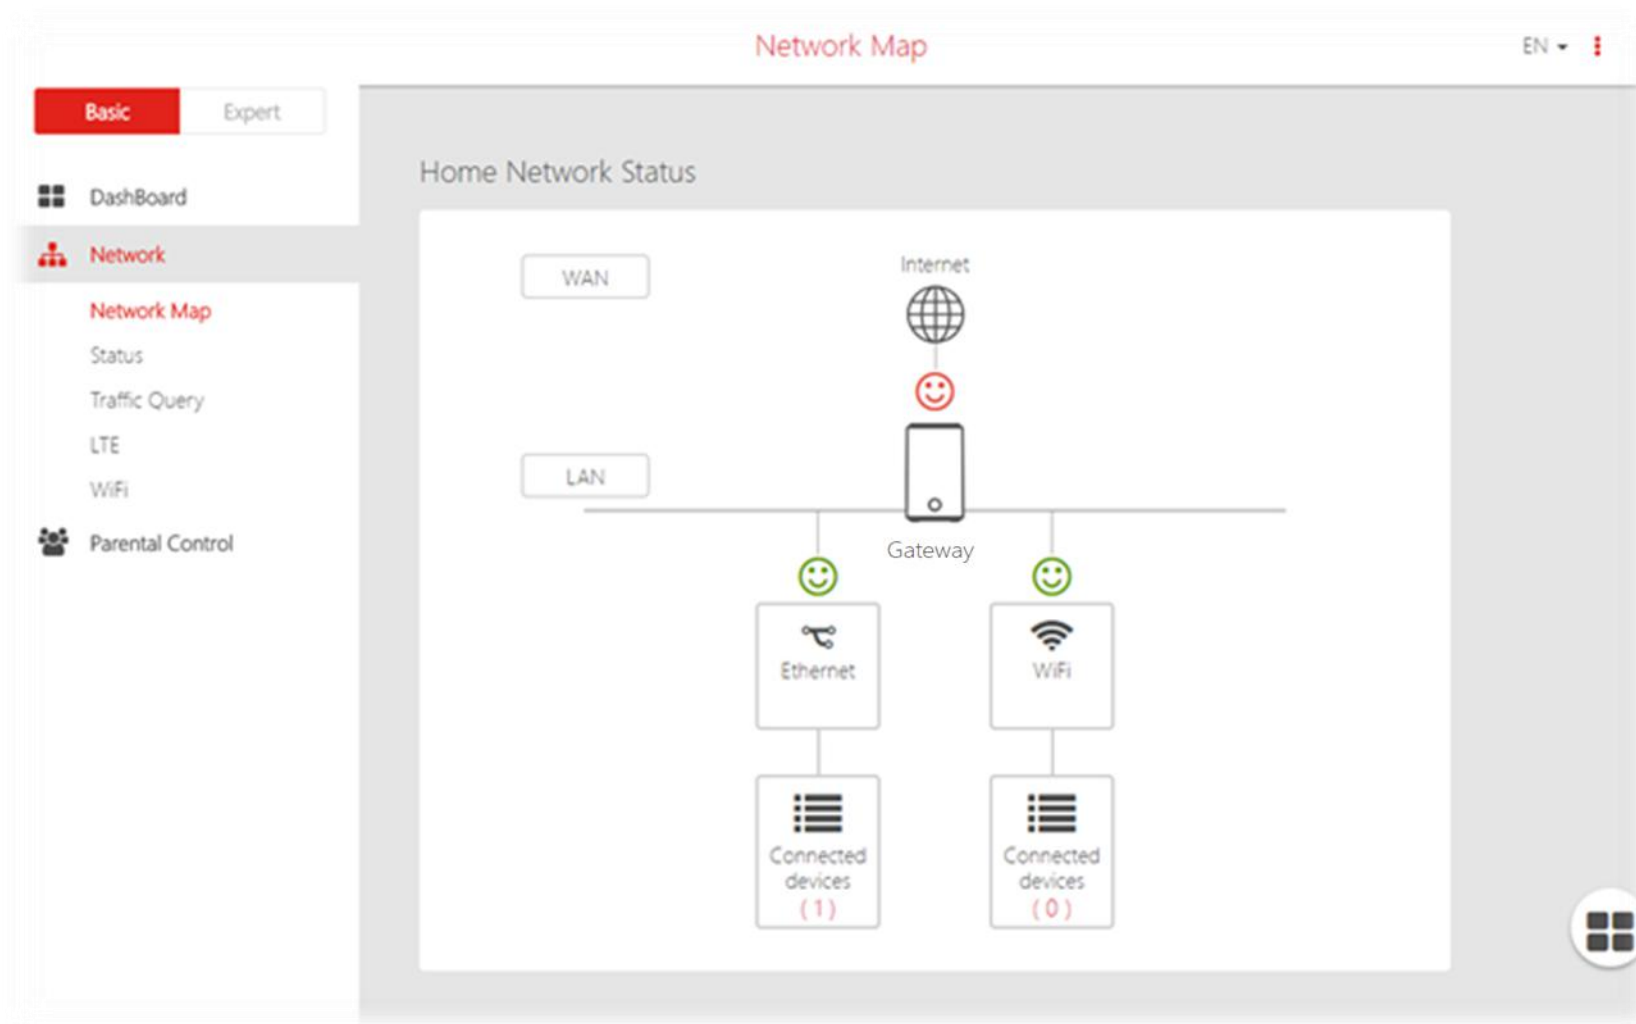 Network Map
EN
Basic
Expert
DashBoard
Network
Network Map
Status
Traffic Query
LTE
WiFi
Parental Control
Home Network Status
WAN
Internet
LAN
Gateway
Ethernet
WiFi
Connected
devices
(1)
Connected
devices
(0)